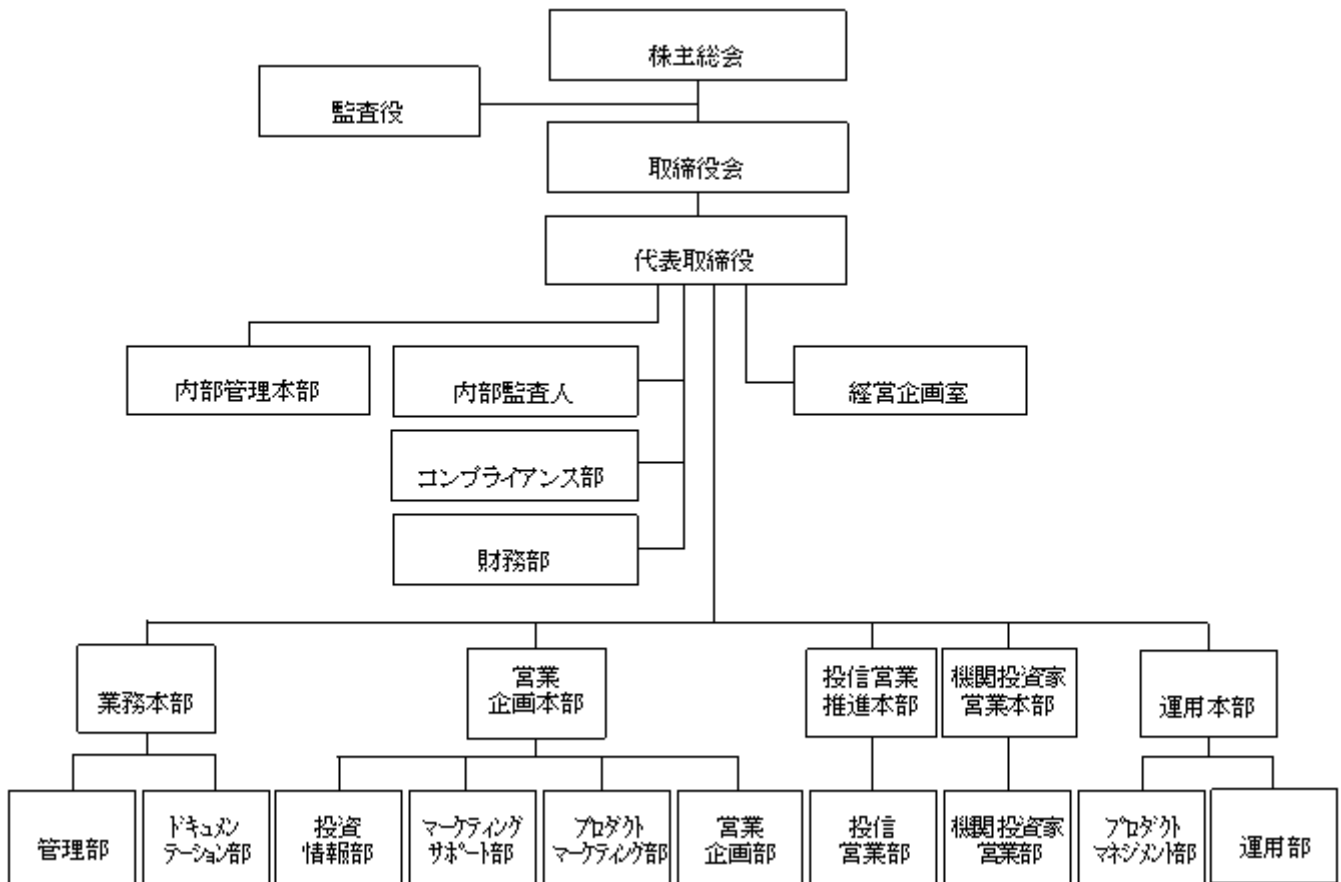 株主総会
監査役
取締役会
代表取締役
内部管理本部
内部監査人
経営企画室
コンプライアンス部
財務部
業務本部
営業
企画本部
投信営業
推進本部
機関投資家
営業本部
運用本部
管理部
ドキュメン
テーション部
投資
情報部
マーケティング
サポート部
プロダクト
マーケティング部
営業
企画部
投信
営業部
機関投資家
営業部
プロダクト
マネジメント部
運用部